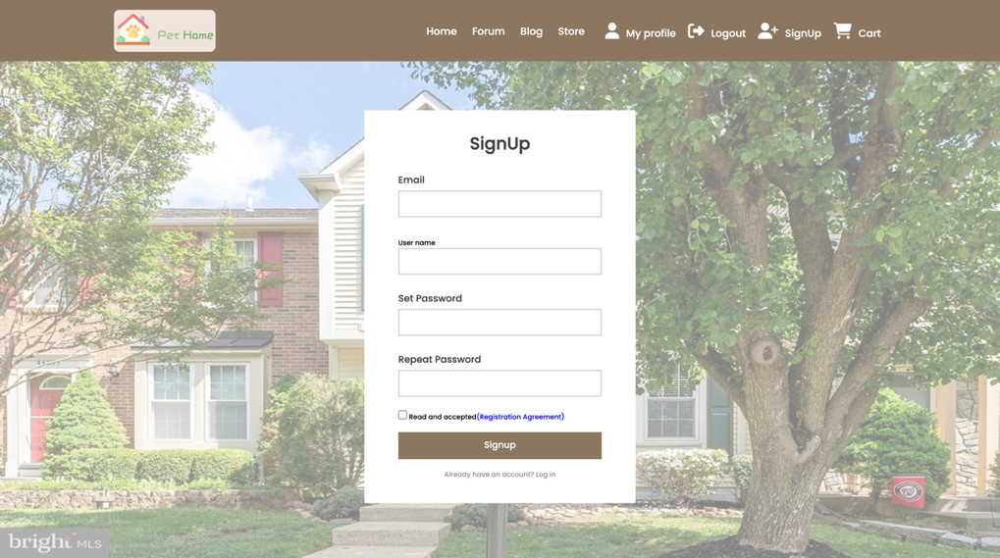 Pet Home
Home Forum Blog Store My profile Logout SignUp Cart
SignUp
Email
User name
Set Password
Repeat Password
Read and accepted(Registration Agreement)
Signup
Already have an account? Log in
bright MLS